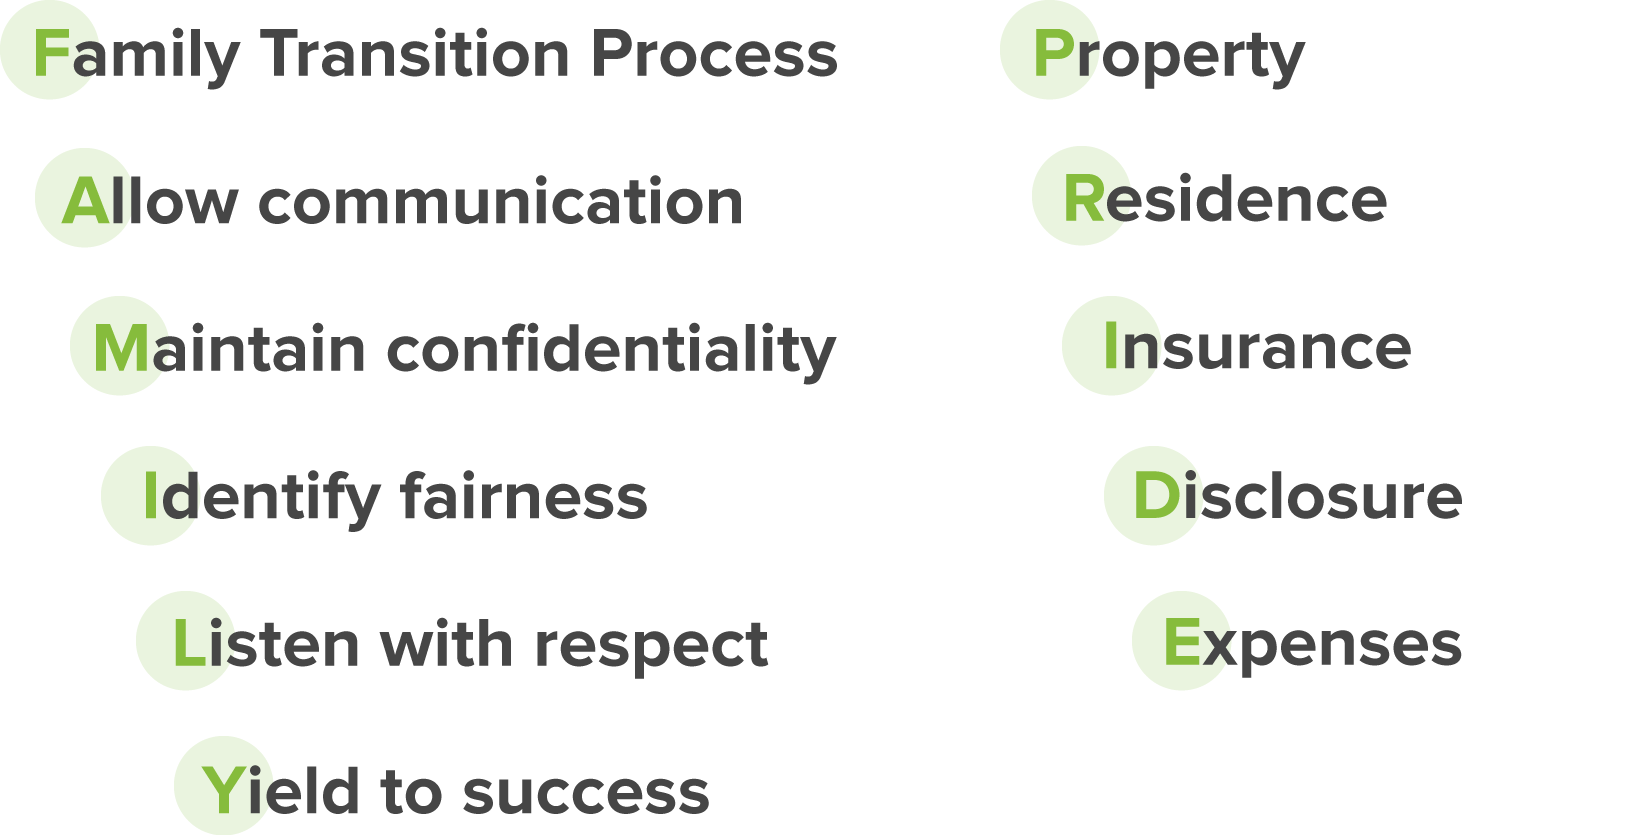 Family Transition Process
Allow communication
Maintain confidentiality
Identify fairness
Listen with respect
Yield to success
Property
Residence
Insurance
Disclosure
Expenses